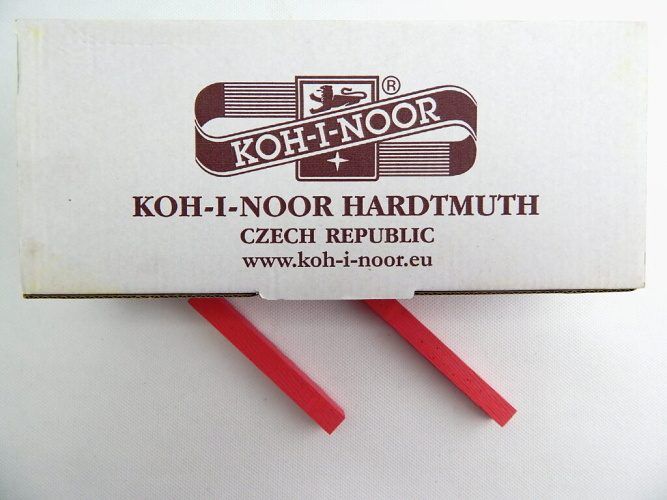 ®
KOH-I-NOOR
KOH-I-NOOR HARDTMUTH
CZECH REPUBLIC
www.koh-i-noor.eu